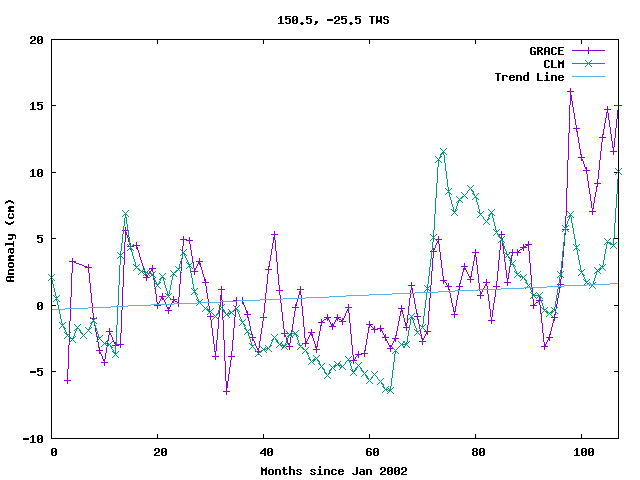 150.5, -25.5 TWS
GRACE
CLM
Trend Line
20
15
10
5
0
-5
-10
Anomaly (cm)
0 20 40 60 80 100
Months since Jan 2002